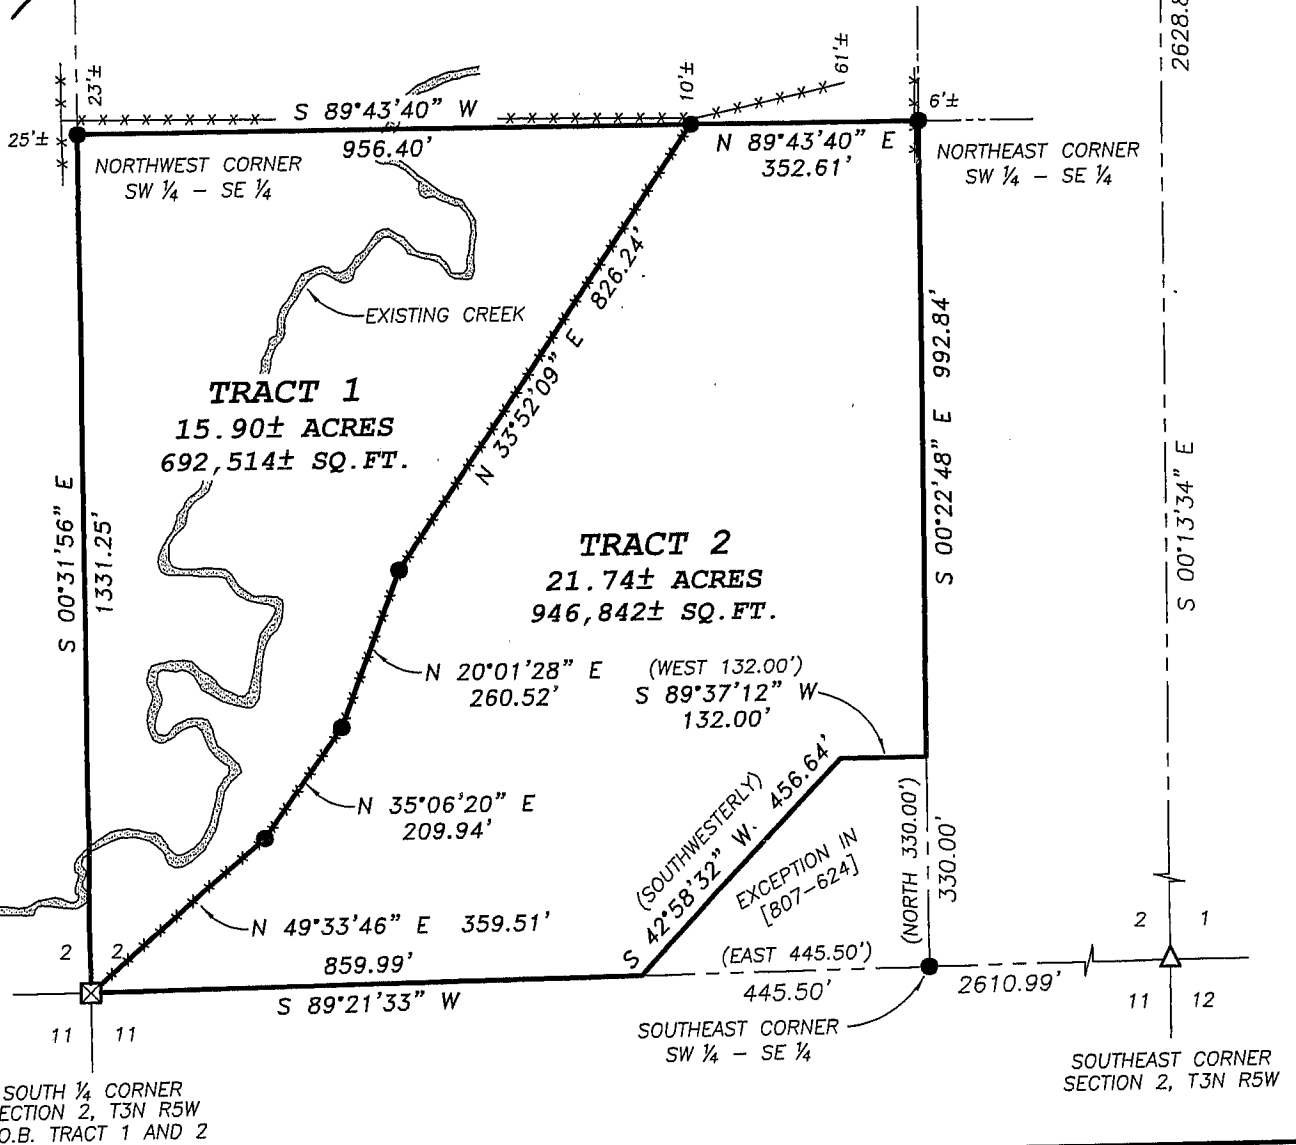 2628.8
23'±
25'±
S 89°43'40" W
956.40'
10'±
61'±
6'±
N 89°43'40" E
352.61'
NORTHWEST CORNER
SW ¼ – SE ¼
NORTHEAST CORNER
SW ¼ – SE ¼
EXISTING CREEK
826.24'
N 33°52'09" E
992.84'
S 00°22'48" E
TRACT 1
15.90± ACRES
692,514± SQ.FT.
S 00°31'56" E
1331.25'
S 00°13'34" E
TRACT 2
21.74± ACRES
946,842± SQ.FT.
N 20°01'28" E
260.52'
(WEST 132.00')
S 89°37'12" W
132.00'
N 35°06'20" E
209.94'
(SOUTHWESTERLY)
S 42°58'32" W. 456.64'
EXCEPTION IN
[807-624]
(NORTH 330.00')
330.00'
N 49°33'46" E 359.51'
2
2
859.99'
S 89°21'33" W
(EAST 445.50')
445.50'
2610.99'
2
1
11
12
11
11
SOUTHEAST CORNER
SW ¼ – SE ¼
SOUTHEAST CORNER
SECTION 2, T3N R5W
SOUTH ¼ CORNER
ECTION 2, T3N R5W
O.B. TRACT 1 AND 2